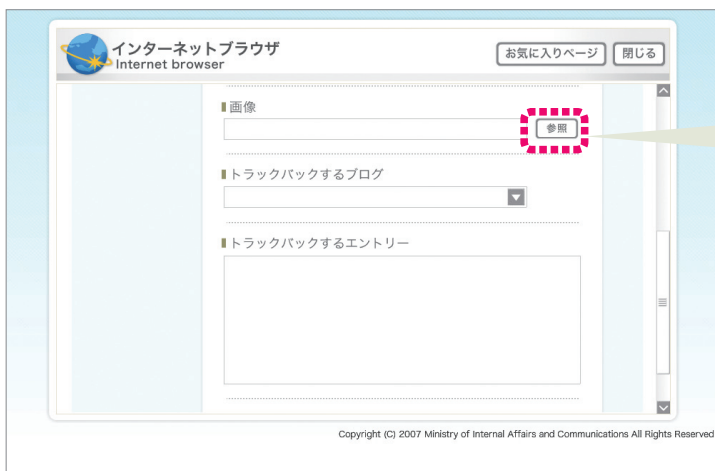 インターネットブラウザ
Internet browser
お気に入りページ
閉じる
画像
参照
トラックバックするブログ
トラックバックするエントリー
Copyright (C) 2007 Ministry of Internal Affairs and Communications All Rights Reserved